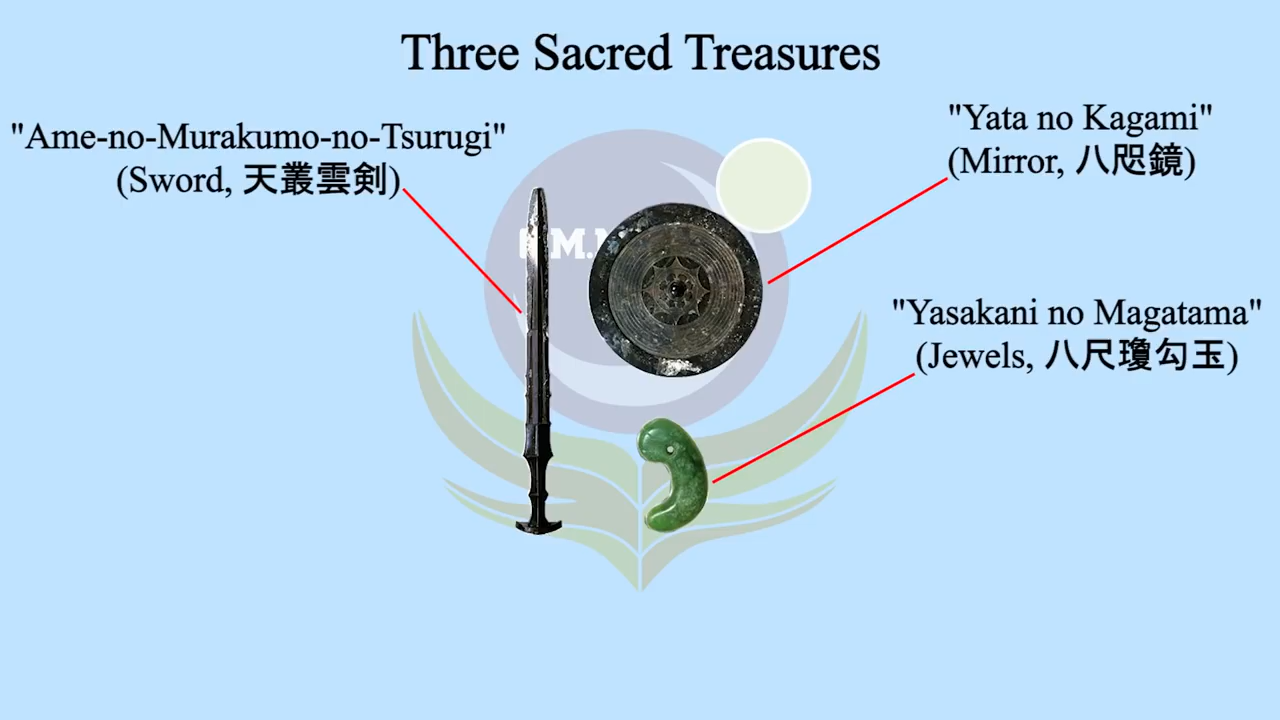 Three Sacred Treasures
"Ame-no-Murakumo-no-Tsurugi"
(Sword, 天叢雲剣)
"Yata no Kagami"
(Mirror, 八咫鏡)
"Yasakani no Magatama"
(Jewels, 八尺瓊勾玉)